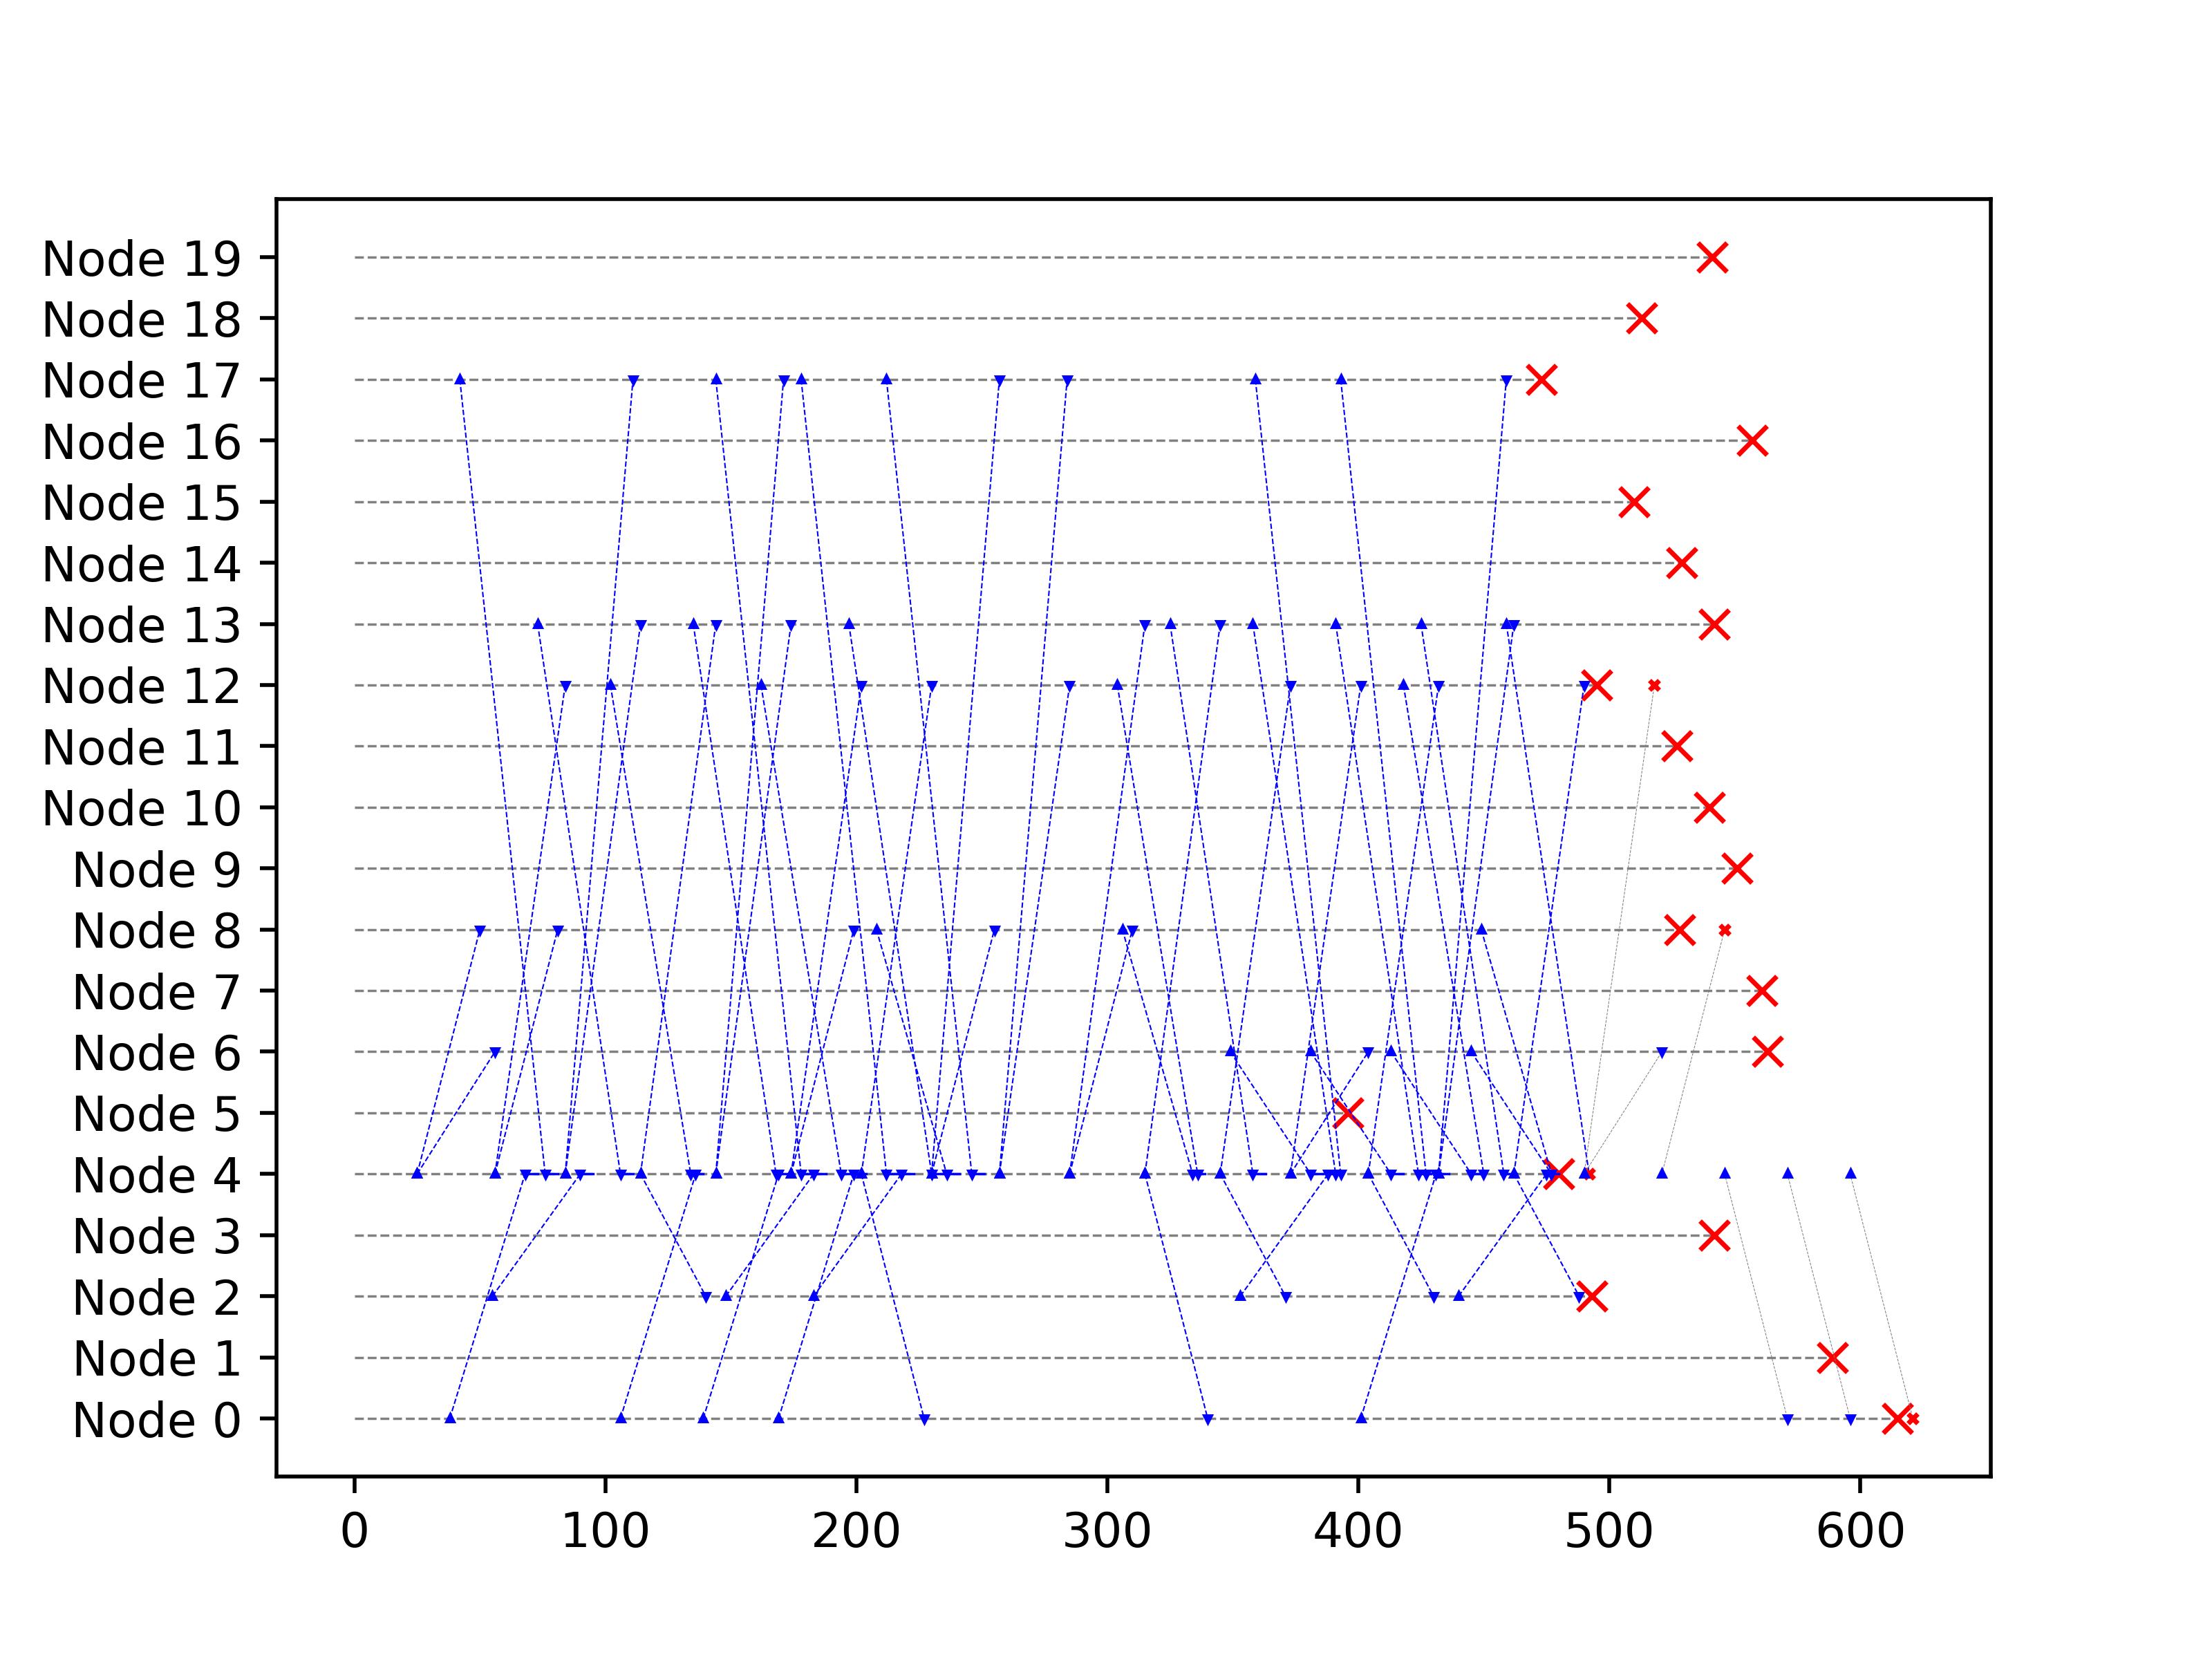 Node 19
Node 18
Node 17
Node 16
Node 15
Node 14
Node 13
Node 12
Node 11
Node 10
Node 9
Node 8
Node 7
Node 6
Node 5
Node 4
Node 3
Node 2
Node 1
Node 0
0 100 200 300 400 500 600